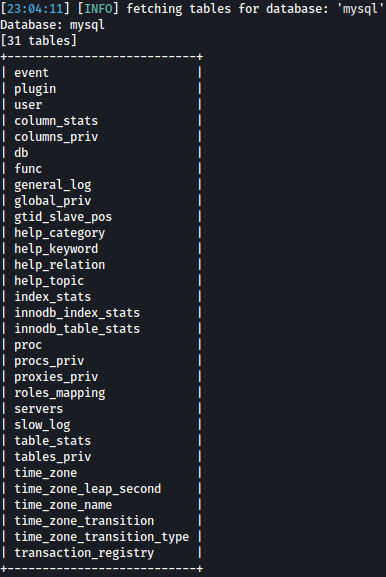 [23:04:11] [INFO] fetching tables for database: 'mysql'
Database: mysql
[31 tables]
+---------------------------+
| event                     |
| plugin                    |
| user                      |
| column_stats              |
| columns_priv              |
| db                        |
| func                      |
| general_log               |
| global_priv               |
| gtid_slave_pos            |
| help_category             |
| help_keyword              |
| help_relation             |
| help_topic                |
| index_stats               |
| innodb_index_stats        |
| innodb_table_stats        |
| proc                      |
| procs_priv                |
| proxies_priv              |
| roles_mapping             |
| servers                   |
| slow_log                  |
| table_stats               |
| tables_priv               |
| time_zone                 |
| time_zone_leap_second     |
| time_zone_name            |
| time_zone_transition      |
| time_zone_transition_type |
| transaction_registry      |
+---------------------------+